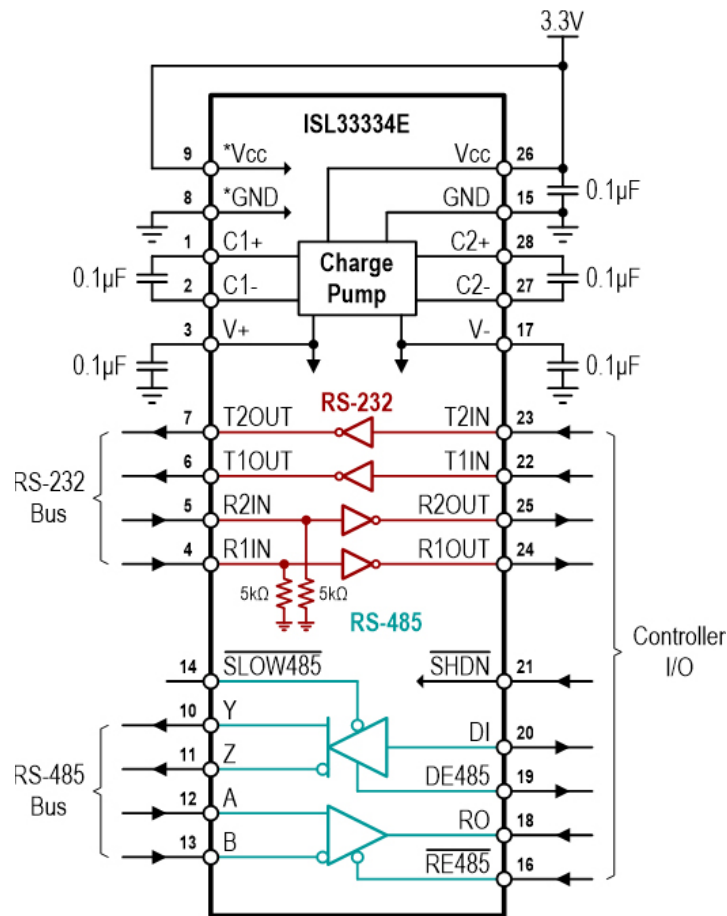 3.3V
ISL33334E
9 *Vcc Vcc 26
0.1µF
8 *GND GND 15
1 C1+ C2+ 28
0.1µF Charge Pump 0.1µF
2 C1- C2- 27
3 V+ V- 17
0.1µF 0.1µF
RS-232
7 T2OUT T2IN 23
6 T1OUT T1IN 22
RS-232 Bus
5 R2IN R2OUT 25
4 R1IN R1OUT 24
5kΩ 5kΩ
RS-485
Controller I/O
14 SLOW485 SHDN 21
10 Y DI 20
11 Z DE485 19
RS-485 Bus
12 A RO 18
13 B RE485 16